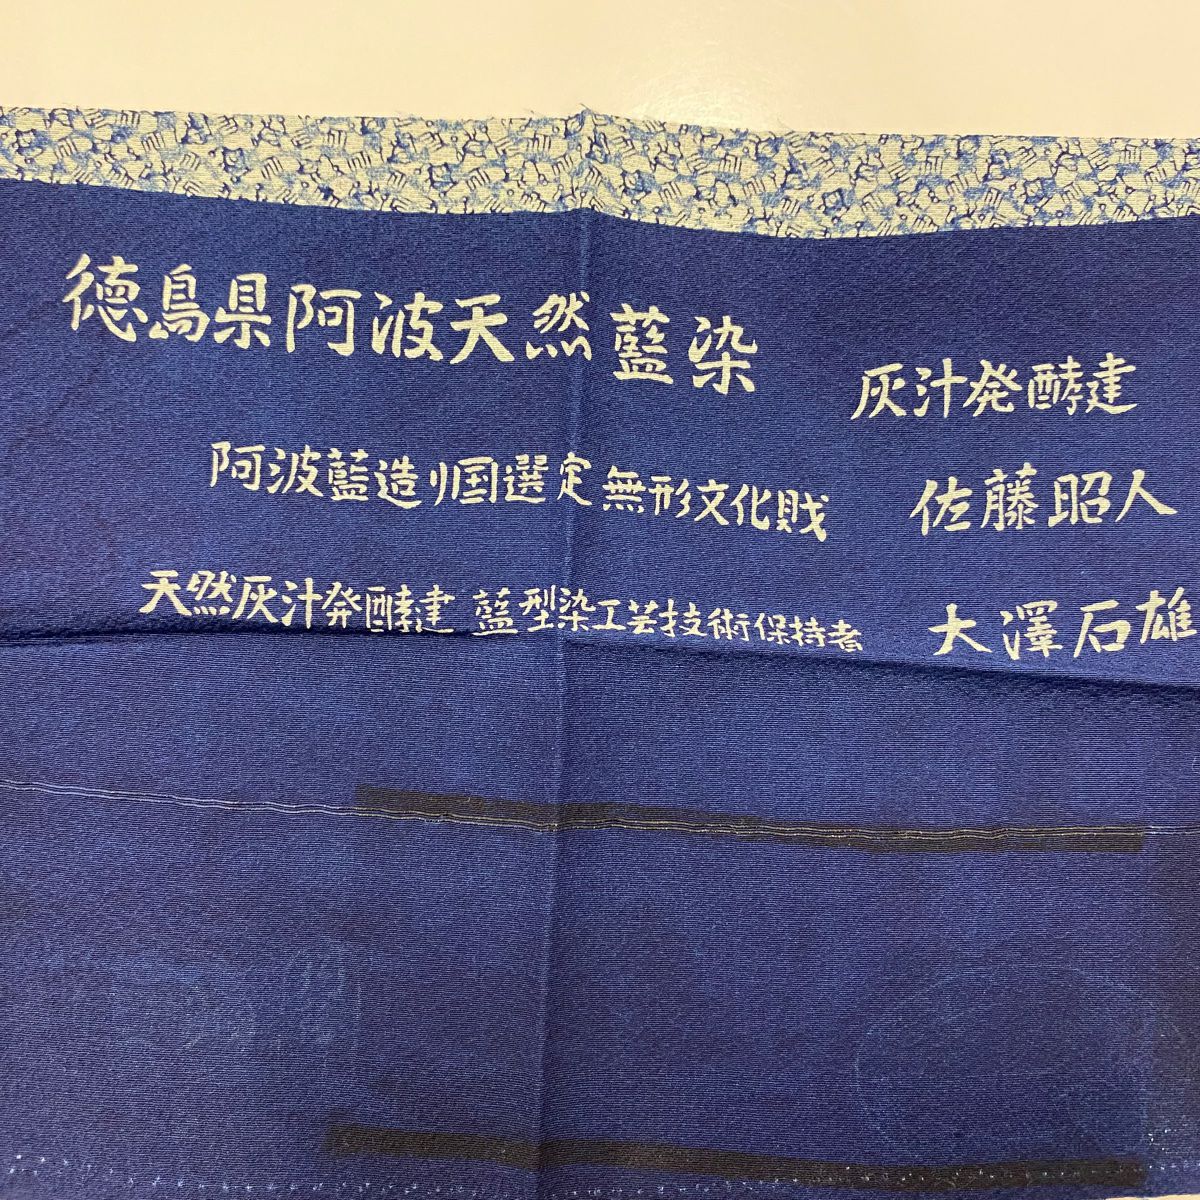 徳島県阿波天然藍染
灰汁発酵建
阿波藍造り国選定無形文化財 佐藤昭人
天然灰汁発酵建 藍型染工芸技術保持者 大澤石雄